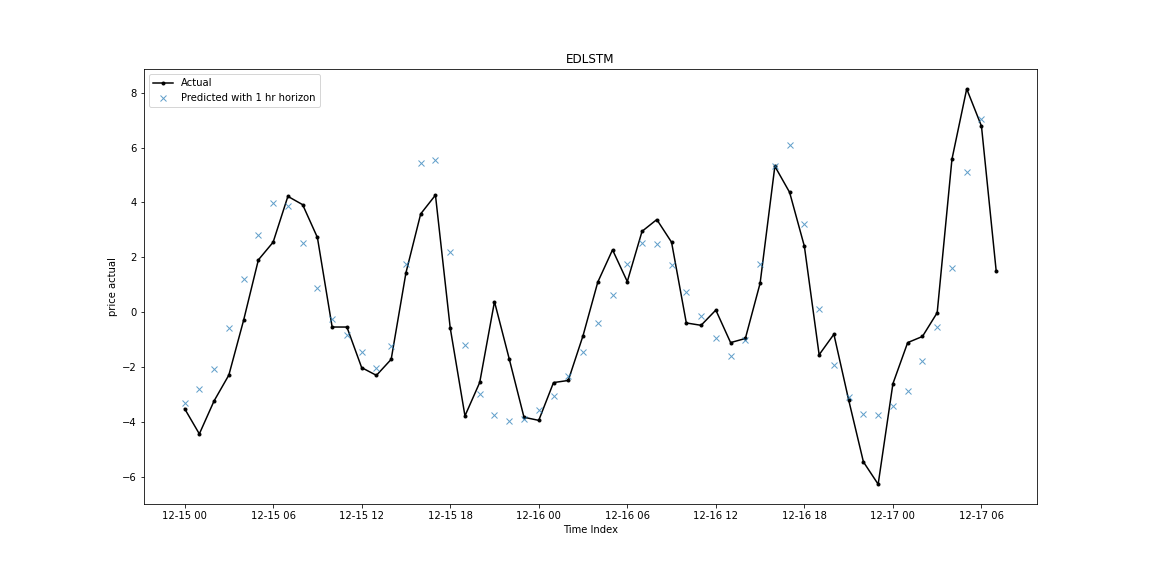 EDLSTM
Actual
Predicted with 1 hr horizon
price actual
8
6
4
2
0
−2
−4
−6
12-15 00 12-15 06 12-15 12 12-15 18 12-16 00 12-16 06 12-16 12 12-16 18 12-17 00 12-17 06
Time Index